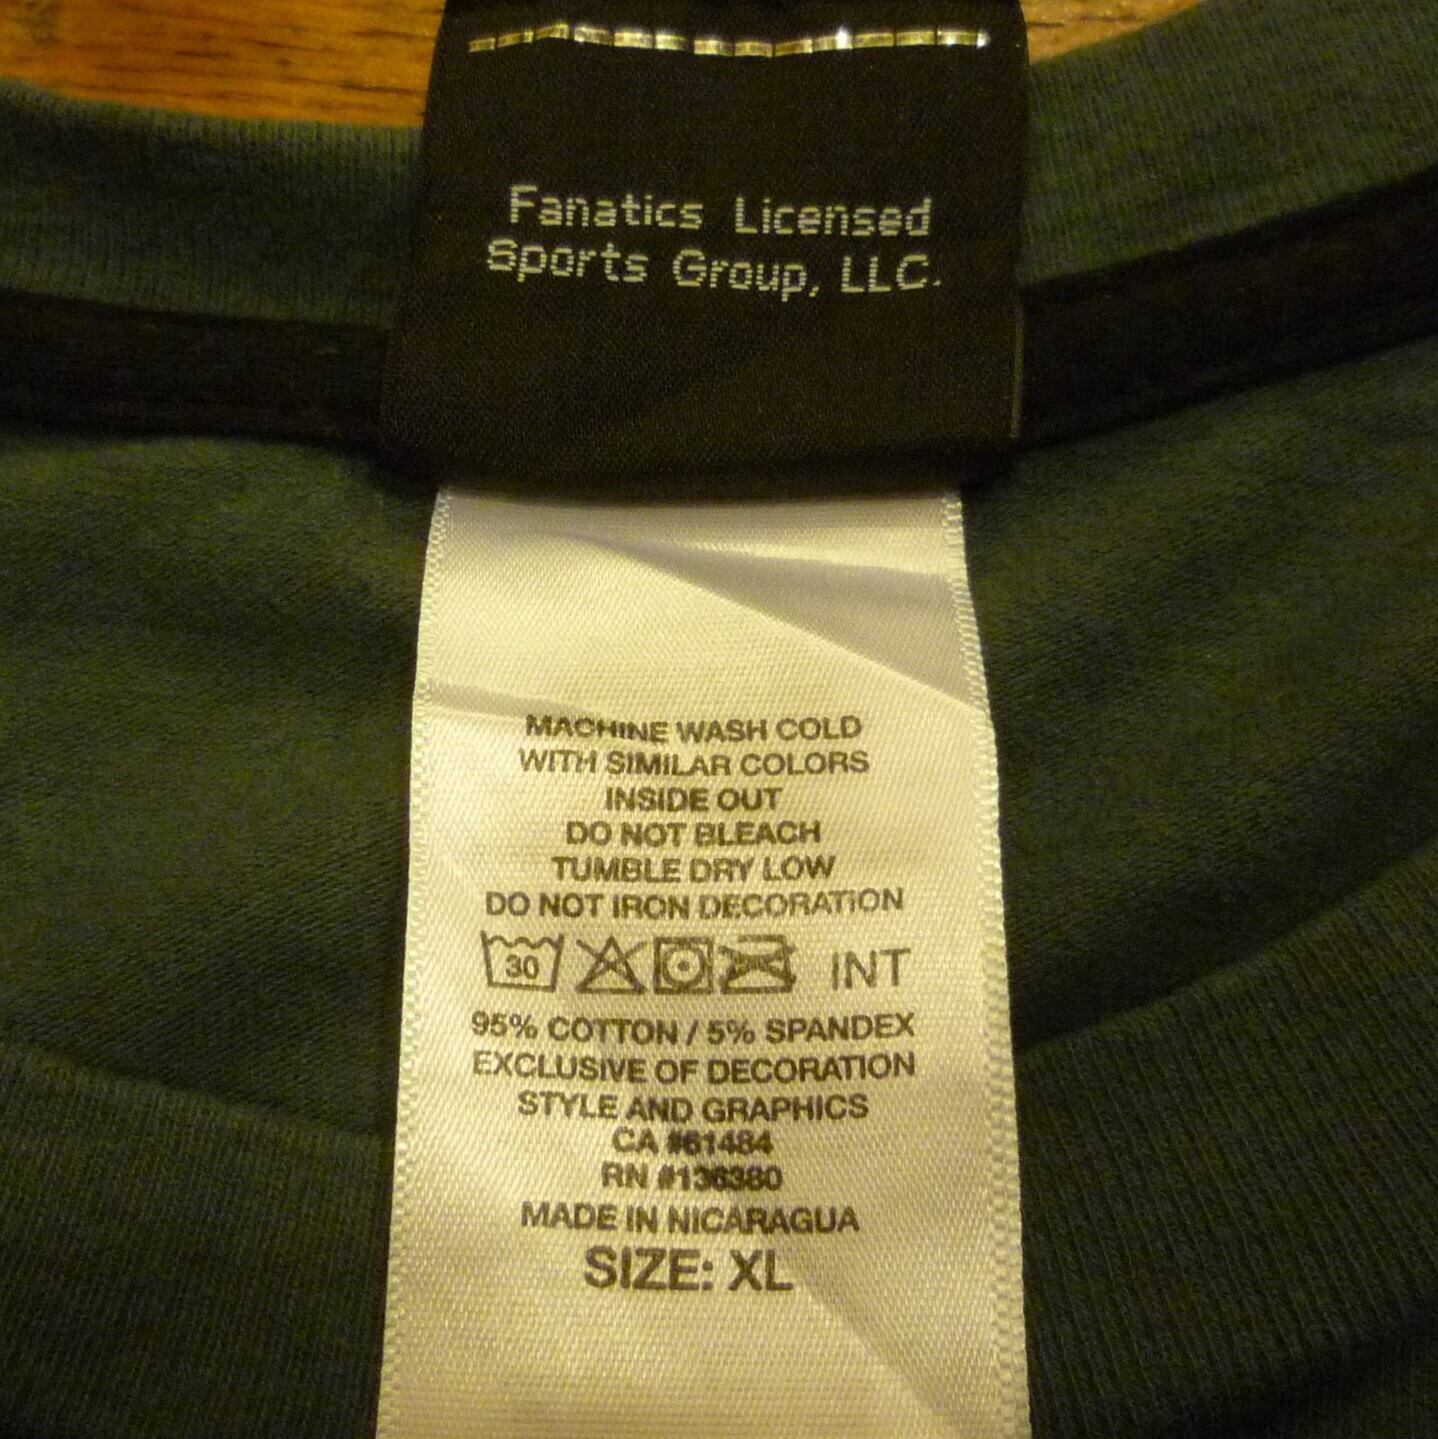 Fanatics Licensed
Sports Group, LLC.
MACHINE WASH COLD
WITH SIMILAR COLORS
INSIDE OUT
DO NOT BLEACH
TUMBLE DRY LOW
DO NOT IRON DECORATION
30 INT
95% COTTON / 5% SPANDEX
EXCLUSIVE OF DECORATION
STYLE AND GRAPHICS
CA #61484
RN #136380
MADE IN NICARAGUA
SIZE: XL